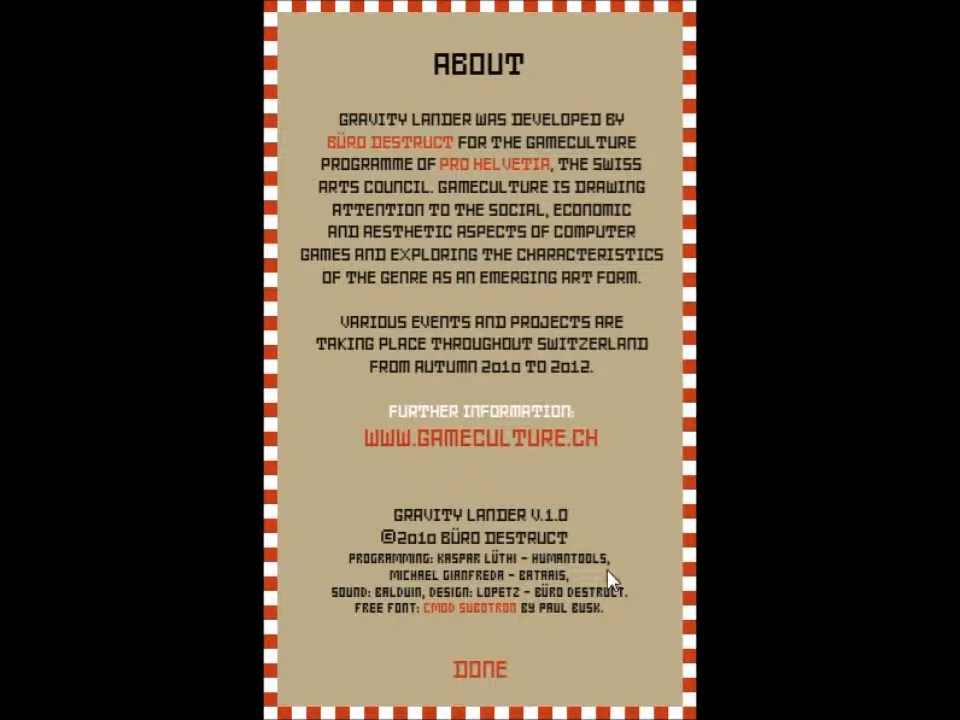 ABOUT
GRAVITY LANDER WAS DEVELOPED BY
BÜRO DESTRUCT FOR THE GAMECULTURE
PROGRAMME OF PRO HELVETIA, THE SWISS
ARTS COUNCIL. GAMECULTURE IS DRAWING
ATTENTION TO THE SOCIAL, ECONOMIC
AND AESTHETIC ASPECTS OF COMPUTER
GAMES AND EXPLORING THE CHARACTERISTICS
OF THE GENRE AS AN EMERGING ART FORM.
VARIOUS EVENTS AND PROJECTS ARE
TAKING PLACE THROUGHOUT SWITZERLAND
FROM AUTUMN 2010 TO 2012.
FURTHER INFORMATION:
WWW.GAMECULTURE.CH
GRAVITY LANDER V.1.0
©2010 BÜRO DESTRUCT
PROGRAMMING: KASPAR LÜTHI - HUMANTOOLS,
MICHAEL GIANFREDA - BATAAIS,
SOUND: BALDUIN, DESIGN: LOPETZ - BÜRO DESTRUCT.
FREE FONT: CMOD SUBOTRON BY PAUL BUSK.
DONE